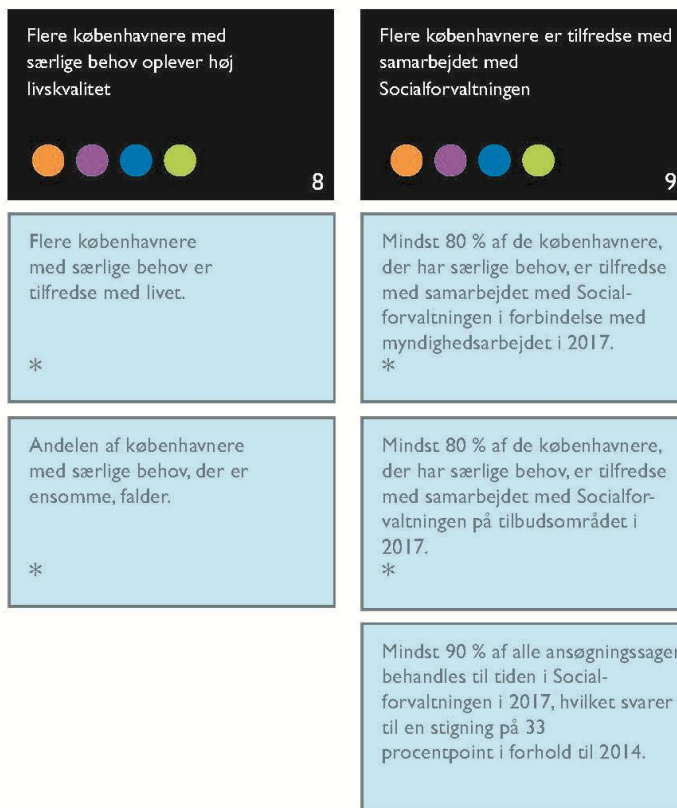 Flere københavnere med
særlige behov oplever høj
livskvalitet
8
Flere københavnere
med særlige behov er
tilfredse med livet.
*
Andelen af københavnere
med særlige behov, der er
ensomme, falder.
*
Flere københavnere er tilfredse med
samarbejdet med
Socialforvaltningen
9
Mindst 80 % af de københavnere,
der har særlige behov, er tilfredse
med samarbejdet med Social-
forvaltningen i forbindelse med
myndighedsarbejdet i 2017.
*
Mindst 80 % af de københavnere,
der har særlige behov, er tilfredse
med samarbejdet med Socialfor-
valtningen på tilbudsområdet i
2017.
*
Mindst 90 % af alle ansøgningssager
behandles til tiden i Social-
forvaltningen i 2017, hvilket svarer
til en stigning på 33
procentpoint i forhold til 2014.